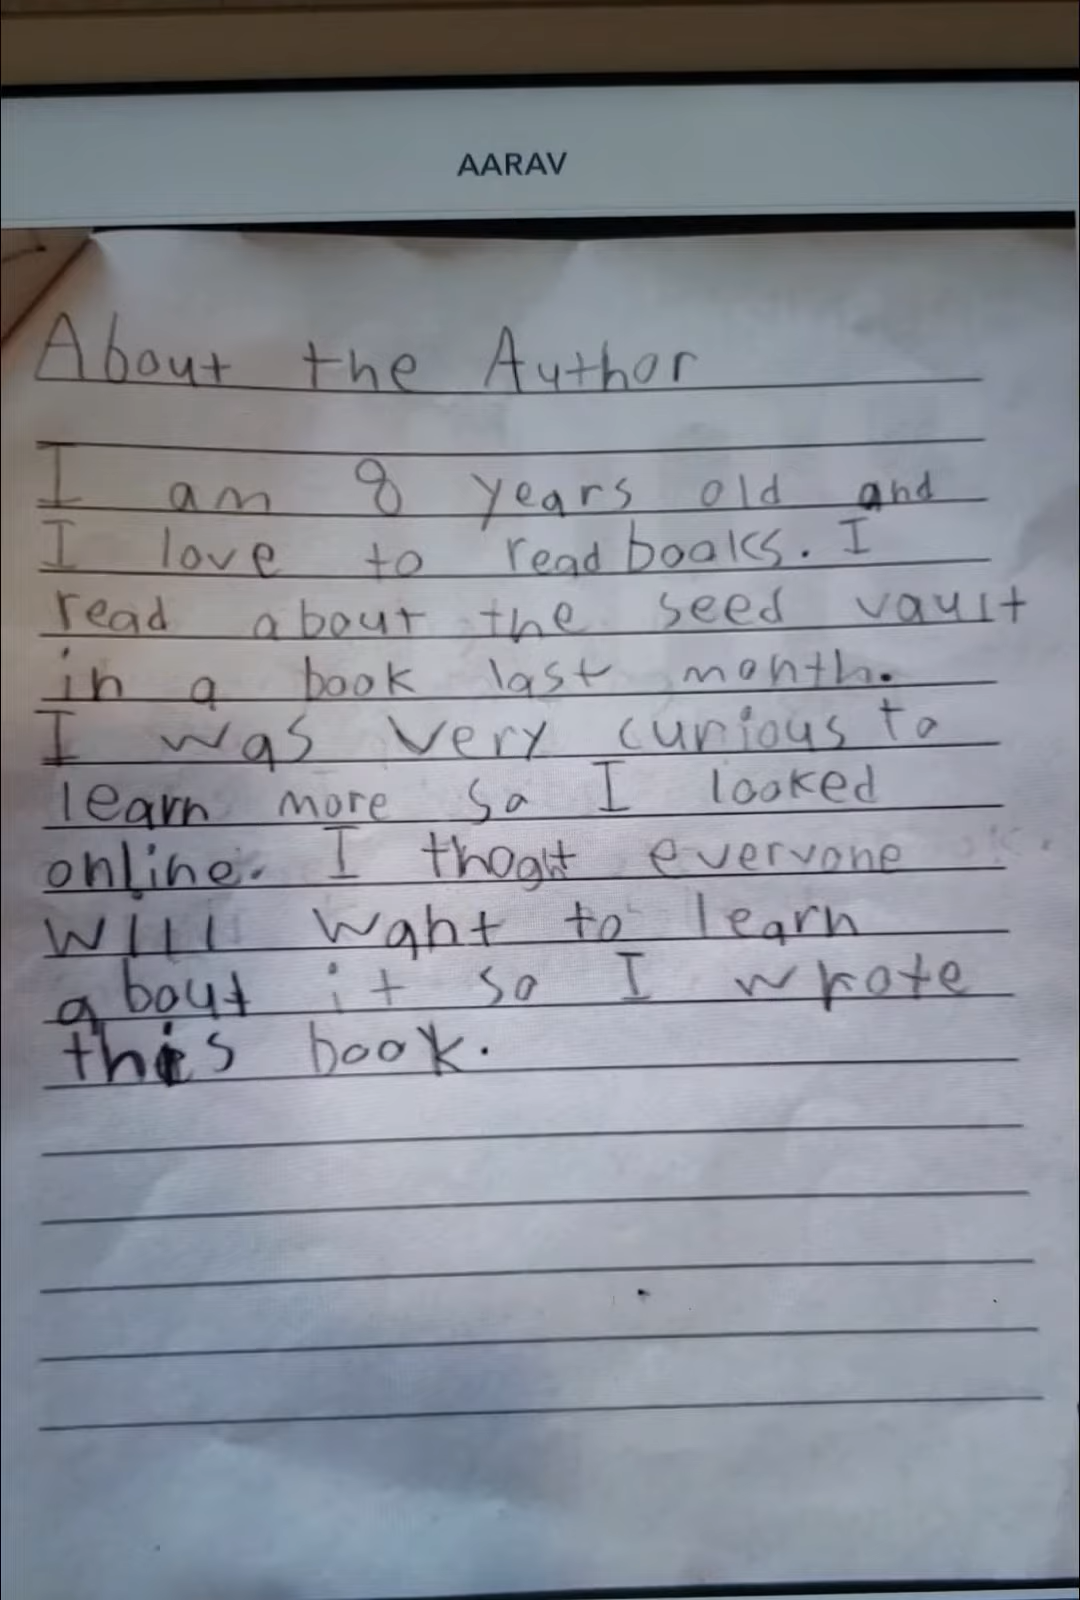 AARAV
About the Author
I am 8 years old and
I love to read books. I
read about the seed vault
in a book last month.
I was very curious to
learn more so I looked
online. I thoght everyone
will want to learn
about it so I wrote
this book.